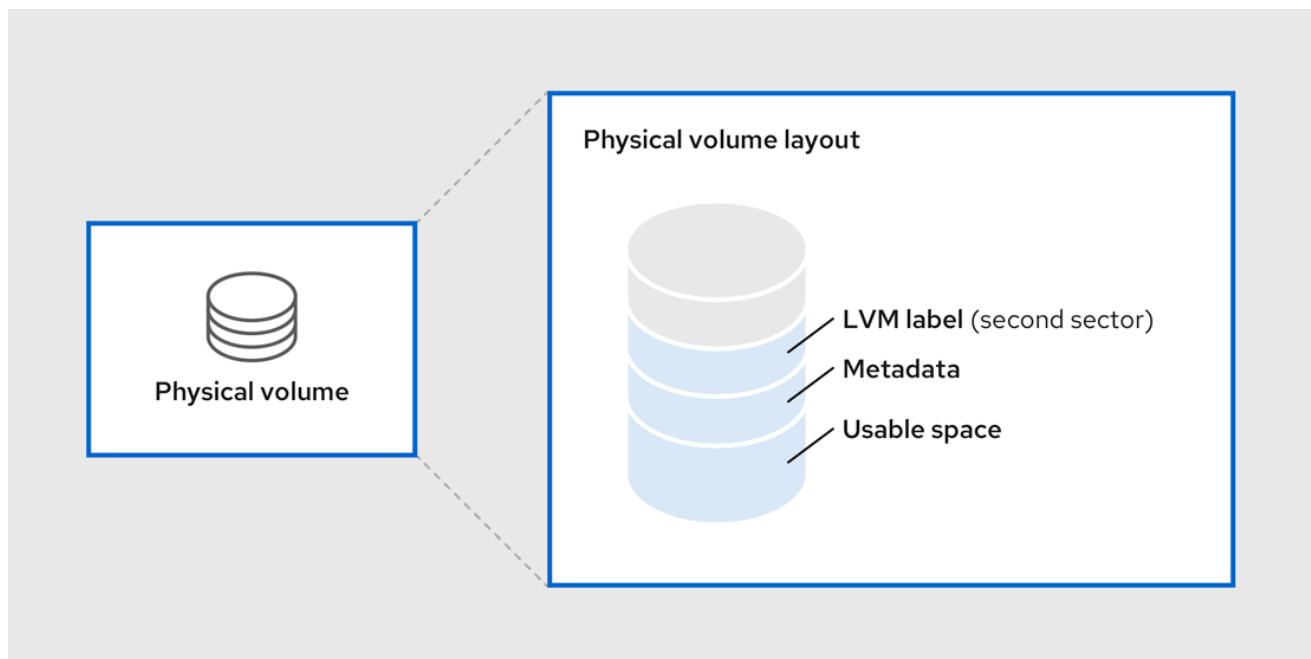 Physical volume layout
LVM label (second sector)
Metadata
Physical volume
Usable space